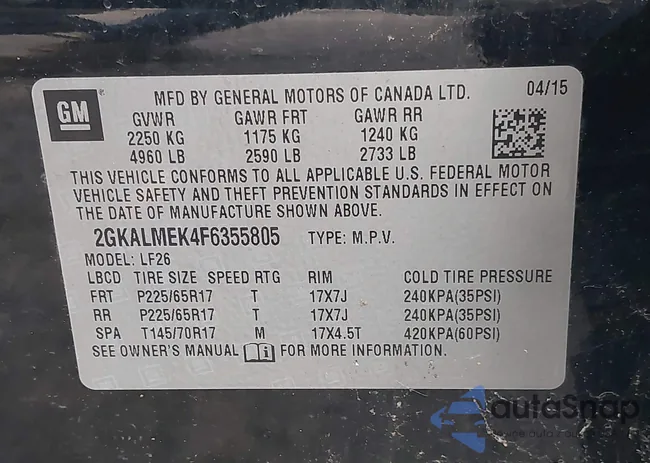 GM
MFD BY GENERAL MOTORS OF CANADA LTD. 04/15
GVWR GAWR FRT GAWR RR
2250 KG 1175 KG 1240 KG
4960 LB 2590 LB 2733 LB
THIS VEHICLE CONFORMS TO ALL APPLICABLE U.S. FEDERAL MOTOR
VEHICLE SAFETY AND THEFT PREVENTION STANDARDS IN EFFECT ON
THE DATE OF MANUFACTURE SHOWN ABOVE.
2GKALMEK4F6355805 TYPE: M.P.V.
MODEL: LF26
LBCD TIRE SIZE SPEED RTG RIM COLD TIRE PRESSURE
FRT P225/65R17 T 17X7J 240KPA(35PSI)
RR P225/65R17 T 17X7J 240KPA(35PSI)
SPA T145/70R17 M 17X4.5T 420KPA(60PSI)
SEE OWNER'S MANUAL FOR MORE INFORMATION.
autoSnap